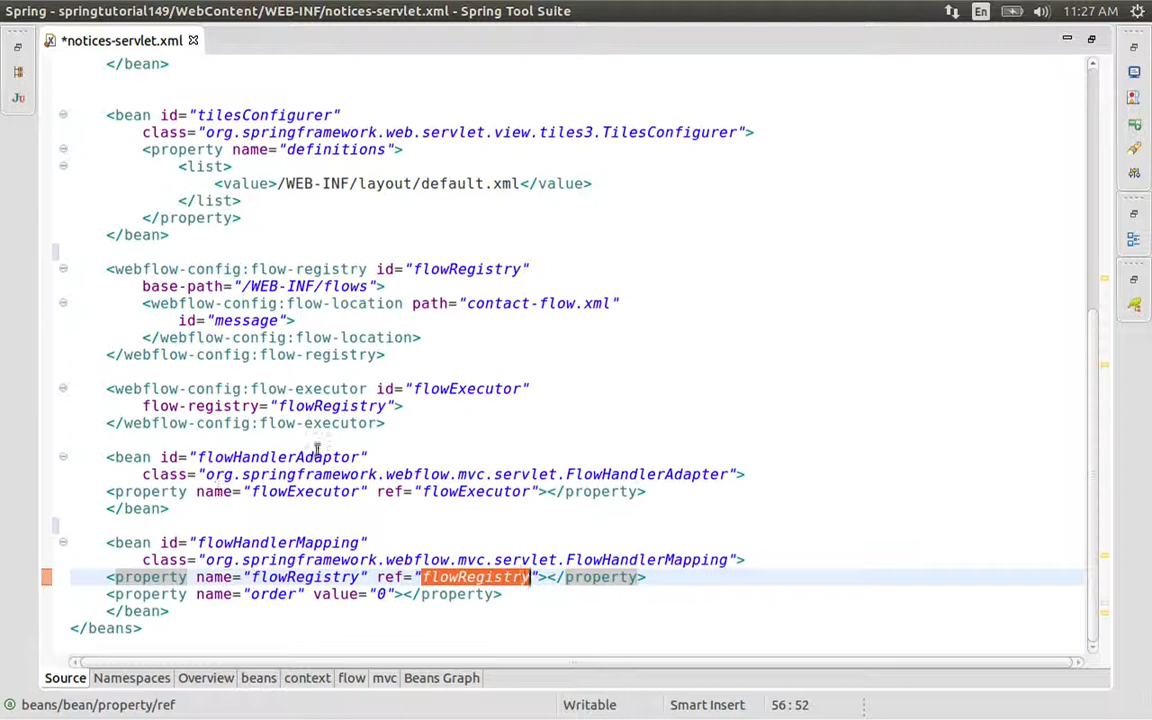 Spring - springtutorial149/WebContent/WEB-INF/notices-servlet.xml - Spring Tool Suite
En
11:27 AM
*notices-servlet.xml
</bean>
<bean id="tilesConfigurer"
class="org.springframework.web.servlet.view.tiles3.TilesConfigurer">
<property name="definitions">
<list>
<value>/WEB-INF/layout/default.xml</value>
</list>
</property>
</bean>
<webflow-config:flow-registry id="flowRegistry"
base-path="/WEB-INF/flows">
<webflow-config:flow-location path="contact-flow.xml"
id="message">
</webflow-config:flow-location>
</webflow-config:flow-registry>
<webflow-config:flow-executor id="flowExecutor"
flow-registry="flowRegistry">
</webflow-config:flow-executor>
<bean id="flowHandlerAdaptor"
class="org.springframework.webflow.mvc.servlet.FlowHandlerAdapter">
<property name="flowExecutor" ref="flowExecutor"></property>
</bean>
<bean id="flowHandlerMapping"
class="org.springframework.webflow.mvc.servlet.FlowHandlerMapping">
<property name="flowRegistry" ref="flowRegistry"></property>
<property name="order" value="0"></property>
</bean>
</beans>
Source Namespaces Overview beans context flow mvc Beans Graph
beans/bean/property/ref
Writable
Smart Insert
56 : 52
Ju